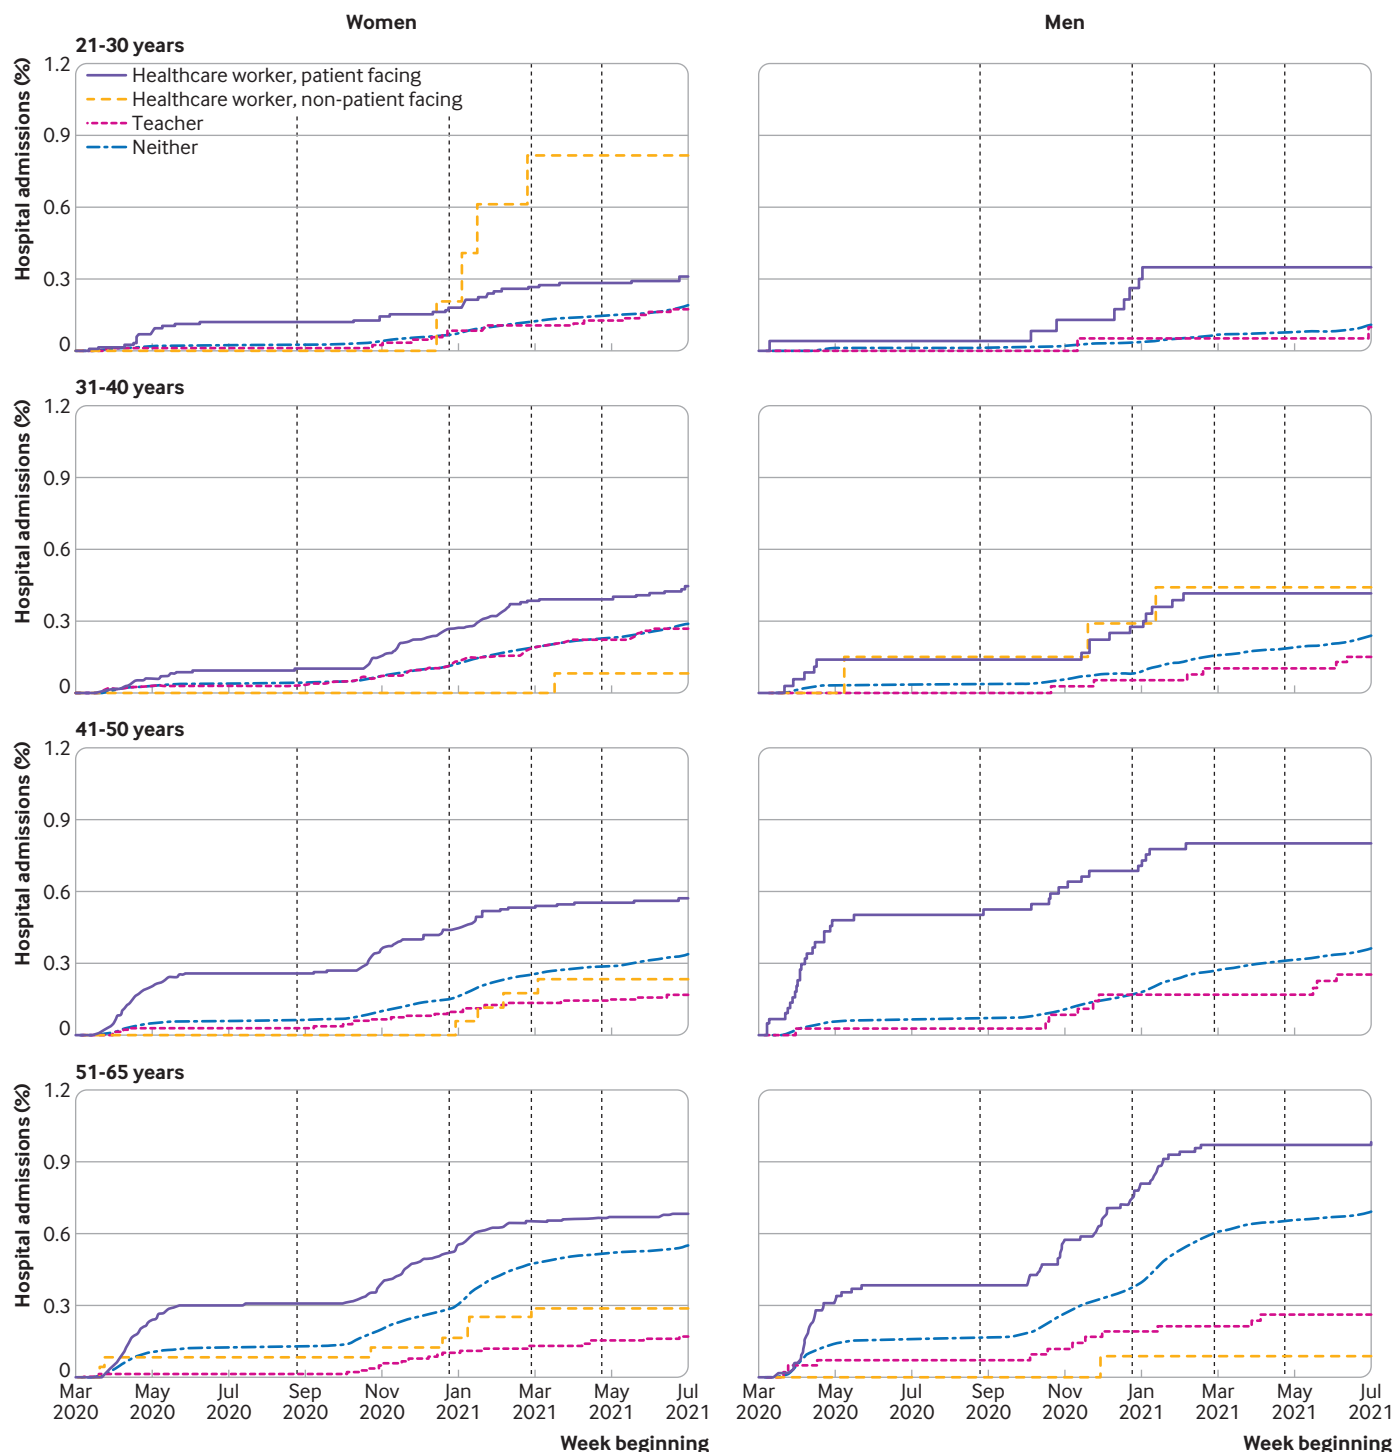 Women
Men
21-30 years
Hospital admissions (%)
1.2
0.9
0.6
0.3
0
Healthcare worker, patient facing
Healthcare worker, non-patient facing
Teacher
Neither
31-40 years
Hospital admissions (%)
1.2
0.9
0.6
0.3
0
41-50 years
Hospital admissions (%)
1.2
0.9
0.6
0.3
0
51-65 years
Hospital admissions (%)
1.2
0.9
0.6
0.3
0
Mar May Jul Sep Nov Jan Mar May Jul
2020 2020 2020 2020 2020 2021 2021 2021 2021
Week beginning
Mar May Jul Sep Nov Jan Mar May Jul
2020 2020 2020 2020 2020 2021 2021 2021 2021
Week beginning